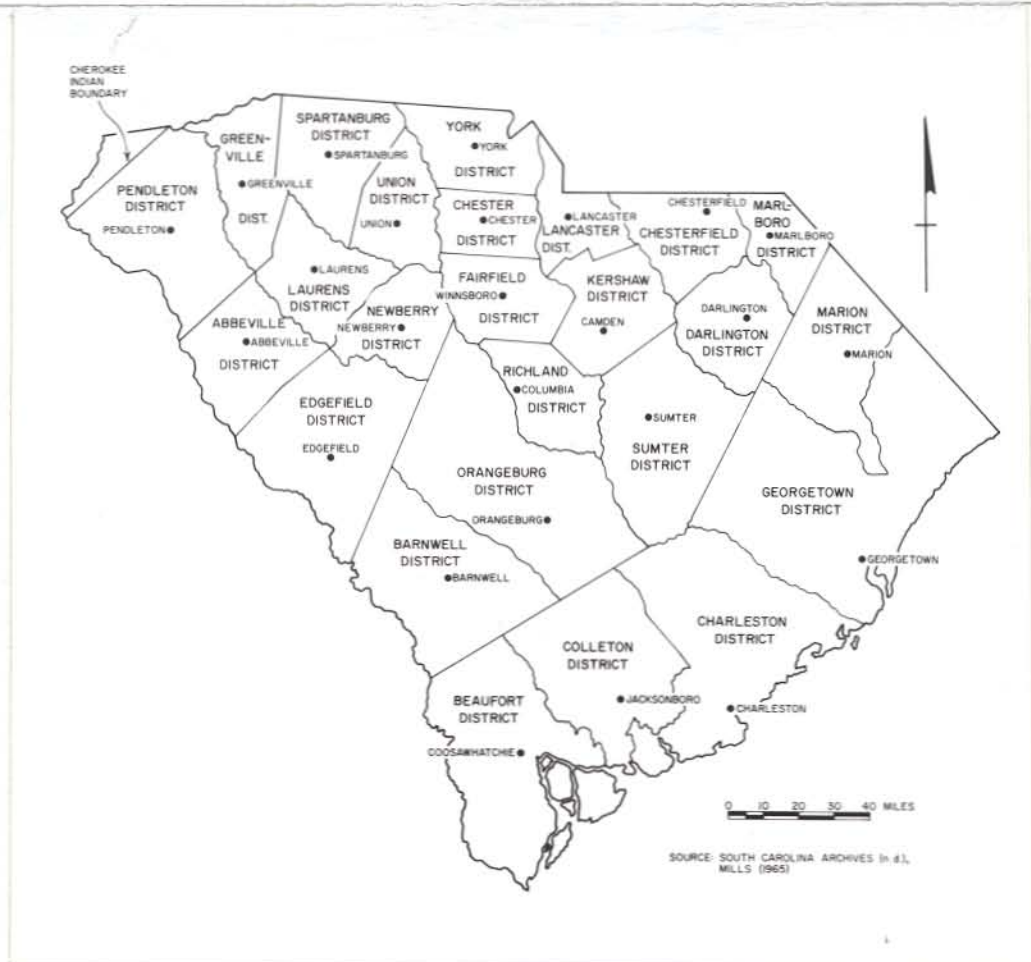 CHEROKEE
INDIAN
BOUNDARY
SPARTANBURG
DISTRICT
SPARTANBURG
GREEN-
VILLE
GREENVILLE
DIST.
YORK
YORK
DISTRICT
PENDLETON
DISTRICT
PENDLETON
UNION
DISTRICT
UNION
CHESTER
CHESTER
DISTRICT
LANCASTER
LANCASTER
DIST.
CHESTERFIELD
CHESTERFIELD
DISTRICT
MARL-
BORO
MARLBORO
DISTRICT
LAURENS
LAURENS
DISTRICT
NEWBERRY
NEWBERRY
DISTRICT
FAIRFIELD
WINNSBORO
DISTRICT
KERSHAW
DISTRICT
CAMDEN
DARLINGTON
DARLINGTON
DISTRICT
MARION
DISTRICT
MARION
ABBEVILLE
ABBEVILLE
DISTRICT
RICHLAND
COLUMBIA
DISTRICT
EDGEFIELD
DISTRICT
EDGEFIELD
SUMTER
SUMTER
DISTRICT
ORANGEBURG
DISTRICT
ORANGEBURG
GEORGETOWN
DISTRICT
GEORGETOWN
BARNWELL
DISTRICT
BARNWELL
CHARLESTON
DISTRICT
CHARLESTON
COLLETON
DISTRICT
JACKSONBORO
BEAUFORT
DISTRICT
COOSAWHATCHIE
0 10 20 30 40 MILES
SOURCE: SOUTH CAROLINA ARCHIVES (n.d.),
MILLS (1965)